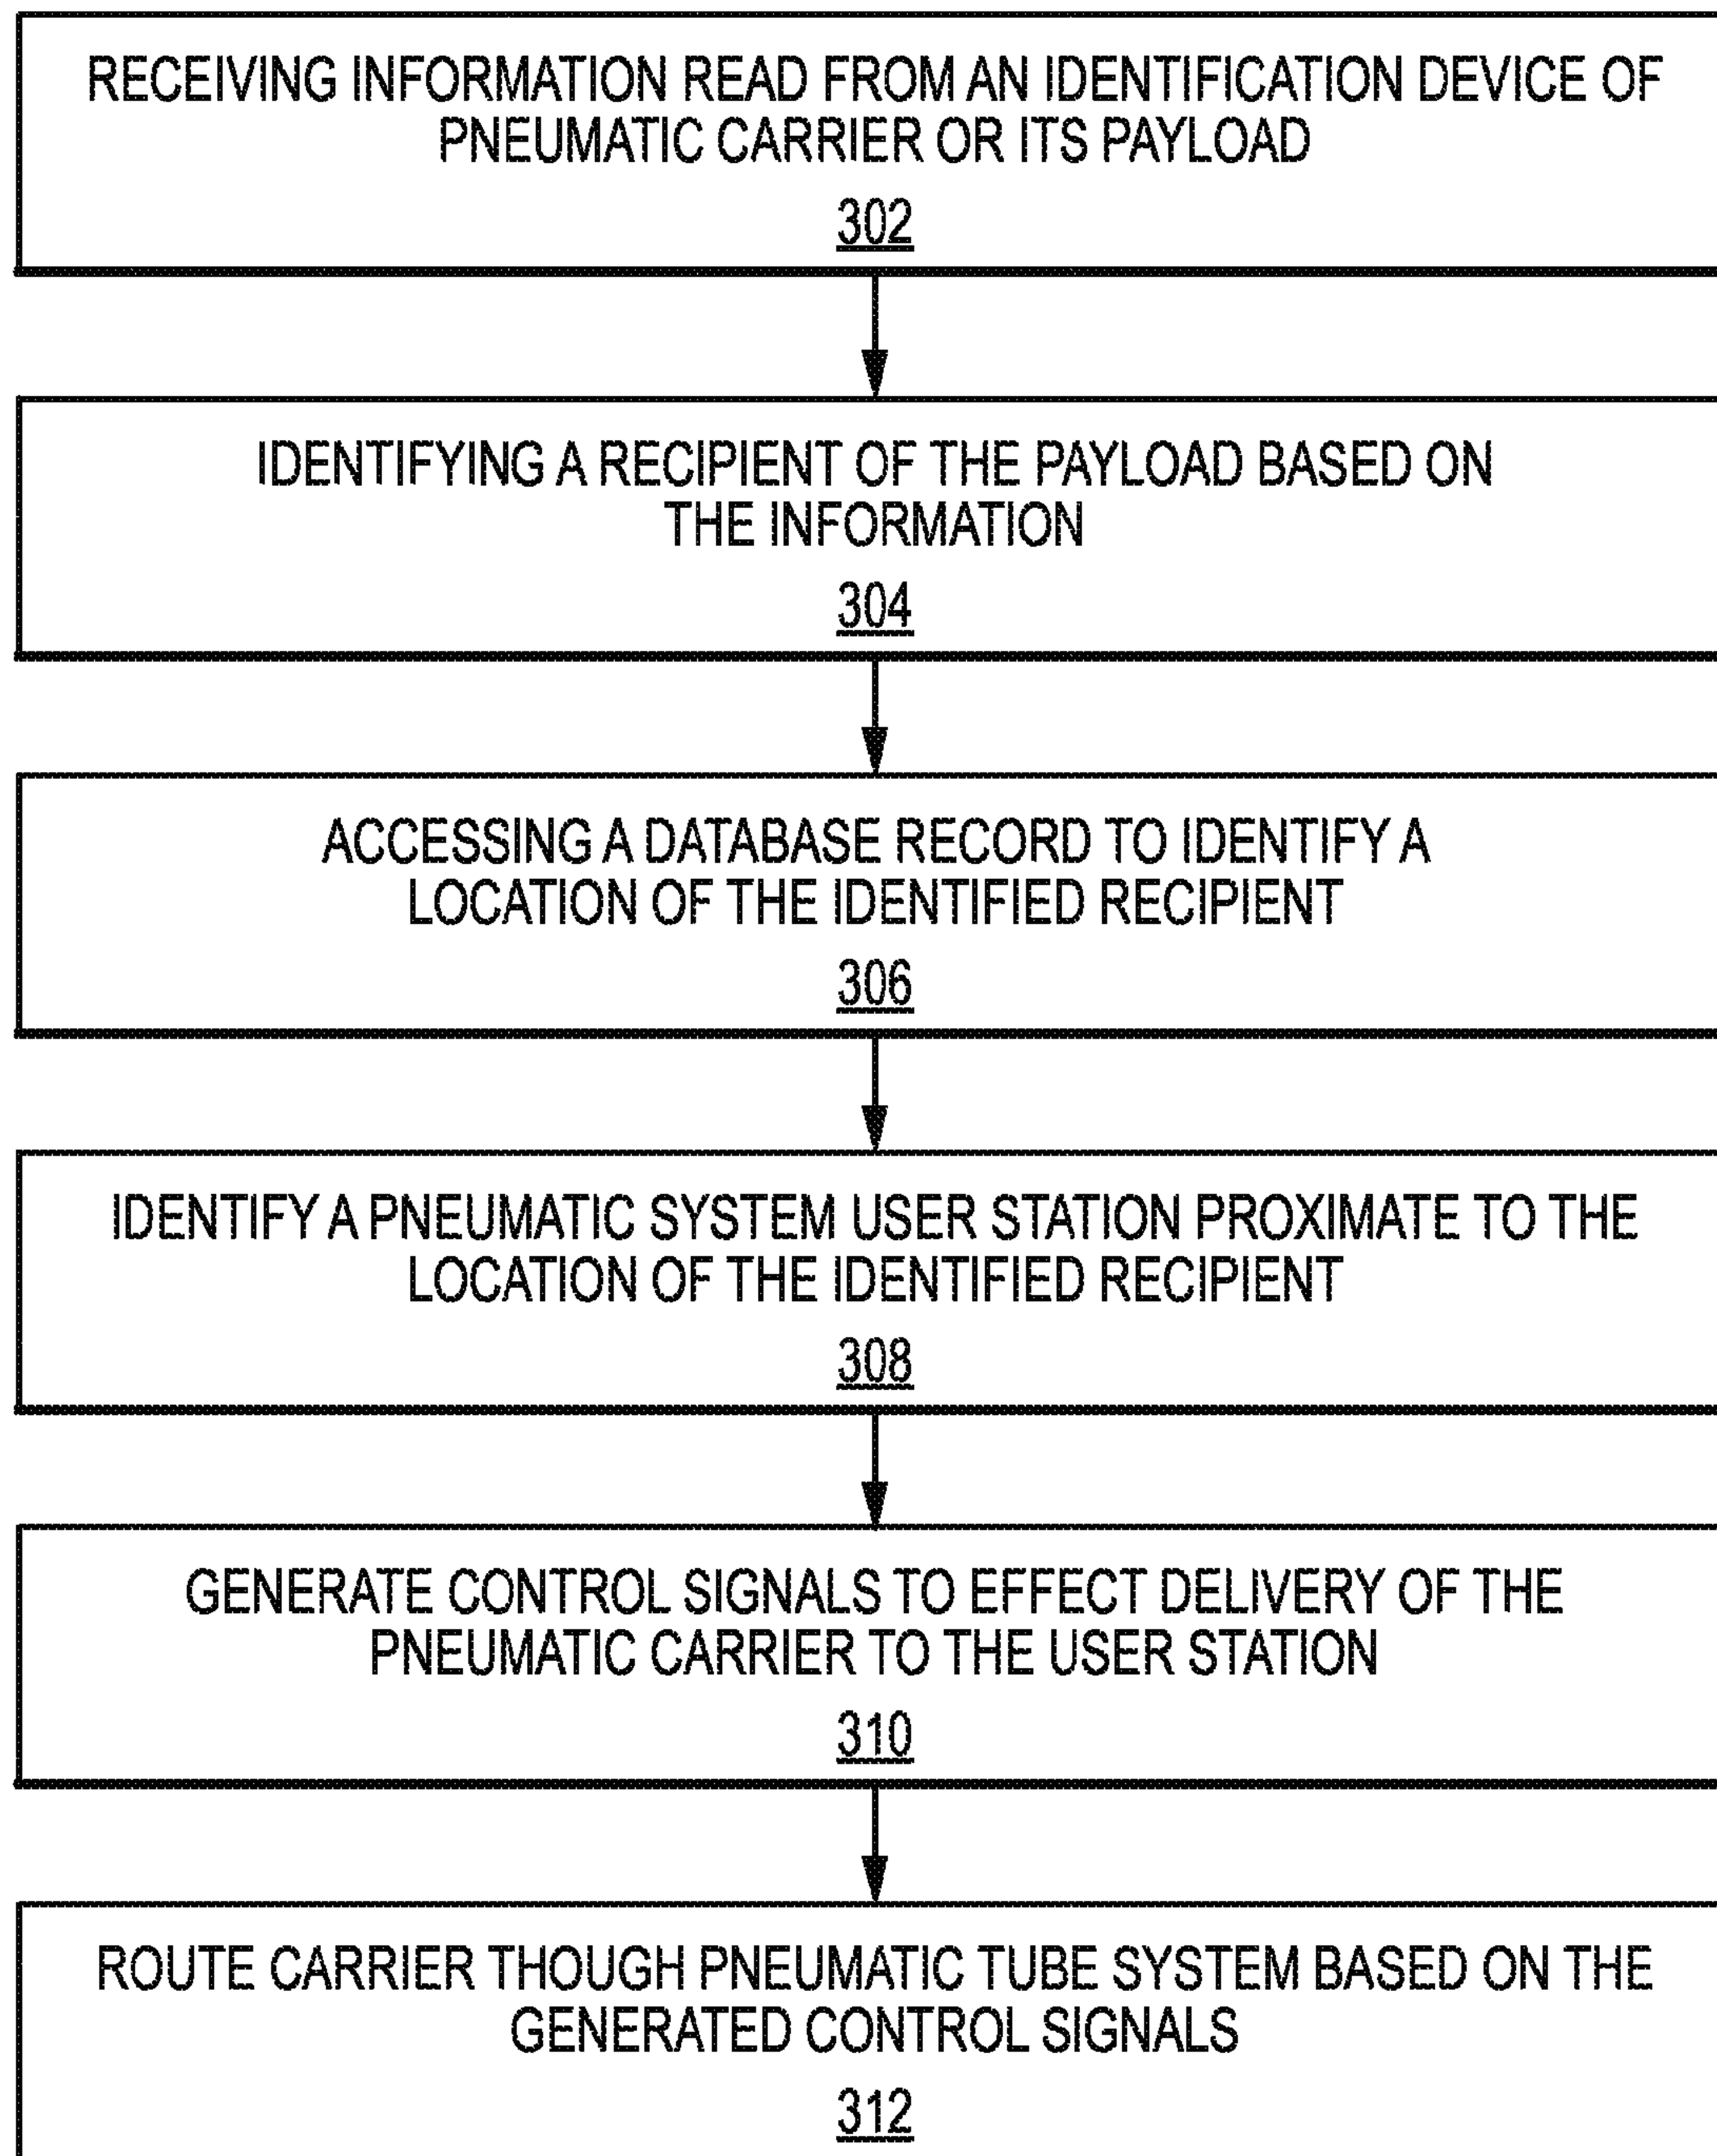 RECEIVING INFORMATION READ FROM AN IDENTIFICATION DEVICE OF
PNEUMATIC CARRIER OR ITS PAYLOAD
302
IDENTIFYING A RECIPIENT OF THE PAYLOAD BASED ON
THE INFORMATION
304
ACCESSING A DATABASE RECORD TO IDENTIFY A
LOCATION OF THE IDENTIFIED RECIPIENT
306
IDENTIFY A PNEUMATIC SYSTEM USER STATION PROXIMATE TO THE
LOCATION OF THE IDENTIFIED RECIPIENT
308
GENERATE CONTROL SIGNALS TO EFFECT DELIVERY OF THE
PNEUMATIC CARRIER TO THE USER STATION
310
ROUTE CARRIER THOUGH PNEUMATIC TUBE SYSTEM BASED ON THE
GENERATED CONTROL SIGNALS
312